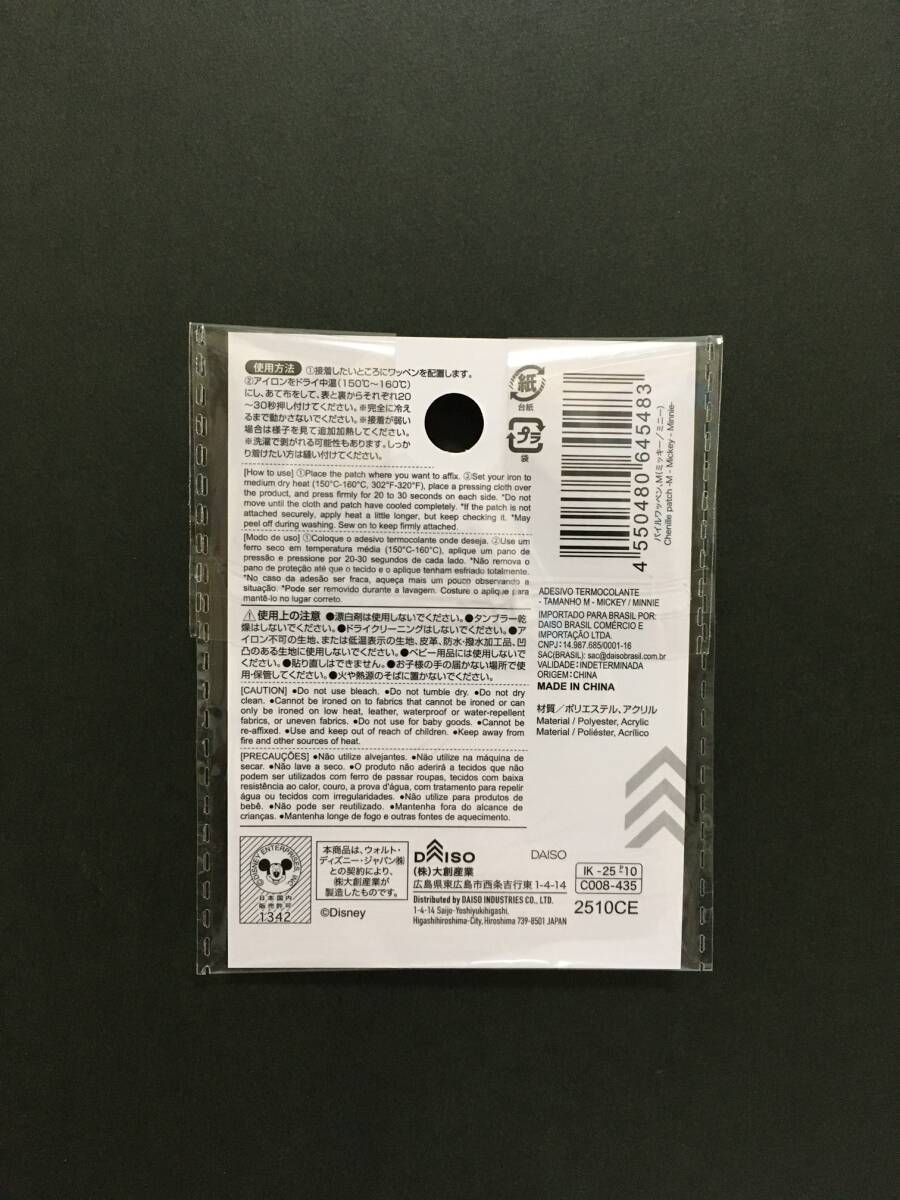 使用方法 ①接着したいところにワッペンを配置します。
②アイロンをドライ中温(150℃～160℃)
にし、あて布をして、表と裏からそれぞれ20
～30秒押し付けてください。※完全に冷え
るまで動かさないでください。※接着が弱い
場合は様子を見て追加加熱してください。
※洗濯で剥がれる可能性もあります。しっか
り着けたい方は縫い付けてください。
[How to use] ①Place the patch where you want to affix. ②Set your iron to
medium dry heat (150°C-160°C, 302°F-320°F), place a pressing cloth over
the product, and press firmly for 20 to 30 seconds on each side. *Do not
move until the cloth and patch have cooled completely. *If the patch is not
attached securely, apply heat a little longer, but keep checking it. *May
peel off during washing. Sew on to keep firmly attached.
[Modo de uso] ①Coloque o adesivo termocolante onde deseja. ②Use um
ferro seco em temperatura média (150°C-160°C), aplique um pano de
pressão e pressione por 20-30 segundos de cada lado. *Não remova o
pano de proteção até que o tecido e o aplique tenham esfriado totalmente.
*No caso da adesão ser fraca, aqueça mais um pouco observando a
situação. *Pode ser removido durante a lavagem. Costure o aplique para
mantê-lo no lugar correto.
使用上の注意 ●漂白剤は使用しないでください。●タンブラー乾
燥はしないでください。●ドライクリーニングはしないでください。●ア
イロン不可の生地、または低温表示の生地、皮革、防水・撥水加工品、凹
凸のある生地に使用しないでください。●ベビー用品には使用しないで
ください。●貼り直しはできません。●お子様の手の届かない場所で使
用・保管してください。●火や熱源のそばに置かないでください。
[CAUTION] ●Do not use bleach. ●Do not tumble dry. ●Do not dry
clean. ●Cannot be ironed on to fabrics that cannot be ironed or can
only be ironed on low heat, leather, waterproof or water-repellent
fabrics, or uneven fabrics. ●Do not use for baby goods. ●Cannot be
re-affixed. ●Use and keep out of reach of children. ●Keep away from
fire and other sources of heat.
[PRECAUÇÕES] ●Não utilize alvejantes. ●Não utilize na máquina de
secar. ●Não lave a seco. ●O produto não aderirá a tecidos que não
podem ser utilizados com ferro de passar roupas, tecidos com baixa
resistência ao calor, couro, a prova d'água, com tratamento para repelir
água ou tecidos com irregularidades. ●Não utilize para produtos de
bebê. ●Não pode ser reutilizado. ●Mantenha fora do alcance de
crianças. ●Mantenha longe de fogo e outras fontes de aquecimento.
紙
台紙
プラ
袋
4 550480 645483
パイルワッペン、M(ミッキー/ミニー)
Chenille patch -M - Mickey - Minnie-
ADESIVO TERMOCOLANTE
- TAMANHO M - MICKEY / MINNIE
IMPORTADO PARA BRASIL POR:
DAISO BRASIL COMÉRCIO E
IMPORTAÇÃO LTDA.
CNPJ: 14.967.685/0001-16
SAC(BRASIL): sac@daisobrasil.com.br
VALIDADE: INDETERMINADA
ORIGEM: CHINA
MADE IN CHINA
材質／ポリエステル、アクリル
Material / Polyester, Acrylic
Material / Poliéster, Acrílico
©DISNEY ENTERPRISES, INC.
日本国内
販売許可
1342
本商品は、ウォルト・
ディズニー・ジャパン㈱
との契約により、
㈱大創産業が
製造したものです。
©Disney
DAISO
(株)大創産業
広島県東広島市西条吉行東 1-4-14
Distributed by DAISO INDUSTRIES CO., LTD.
1-4-14 Saijo-Yoshiyukihigashi,
Higashihiroshima-City, Hiroshima 739-8501 JAPAN
DAISO
IK -25 10
C008-435
2510CE